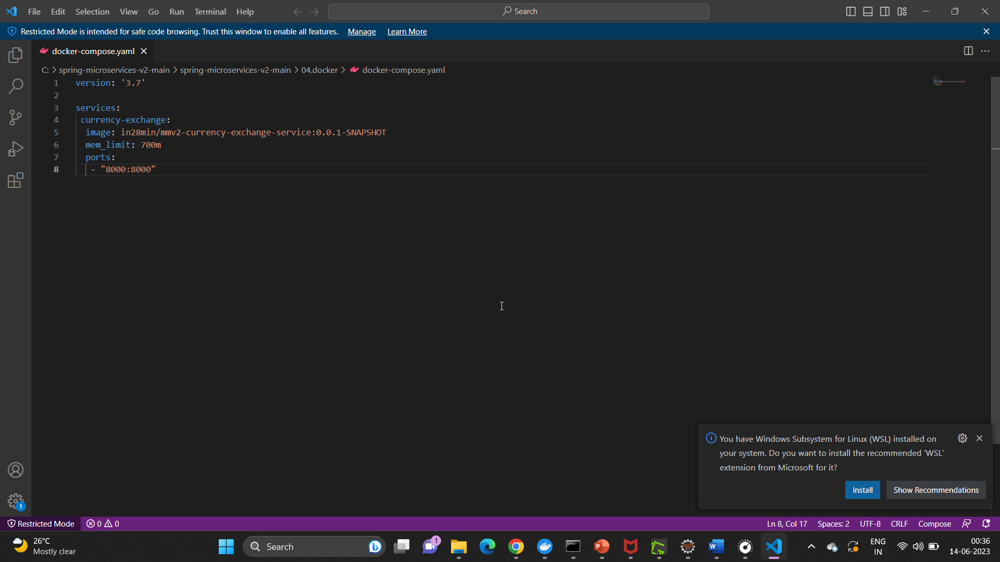 File Edit Selection View Go Run Terminal Help
Search
Restricted Mode is intended for safe code browsing. Trust this window to enable all features. Manage Learn More
docker-compose.yaml
C: > spring-microservices-v2-main > spring-microservices-v2-main > 04.docker > docker-compose.yaml
1 version: '3.7'
2
3 services:
4 currency-exchange:
5 image: in28min/mmv2-currency-exchange-service:0.0.1-SNAPSHOT
6 mem_limit: 700m
7 ports:
8 - "8000:8000"
You have Windows Subsystem for Linux (WSL) installed on
your system. Do you want to install the recommended 'WSL'
extension from Microsoft for it?
Install Show Recommendations
1
Restricted Mode 0 0 Ln 8, Col 17 Spaces: 2 UTF-8 CRLF Compose
26°C
Mostly clear
Search
1
ENG
IN
00:36
14-06-2023